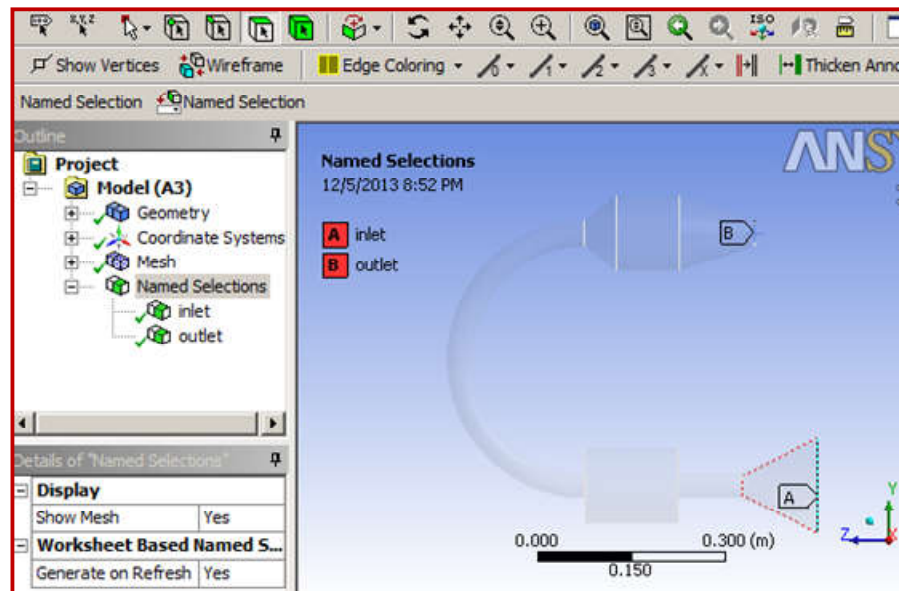 X,Y,Z
ISO
Show Vertices Wireframe Edge Coloring Thicken Anno
Named Selection Named Selection
Outline
Project
Model (A3)
Geometry
Coordinate Systems
Mesh
Named Selections
inlet
outlet
Details of "Named Selections"
Display
Show Mesh Yes
Worksheet Based Named S...
Generate on Refresh Yes
Named Selections
12/5/2013 8:52 PM
A inlet
B outlet
ANSY
B
A
0.000 0.300 (m)
0.150
Y
Z X